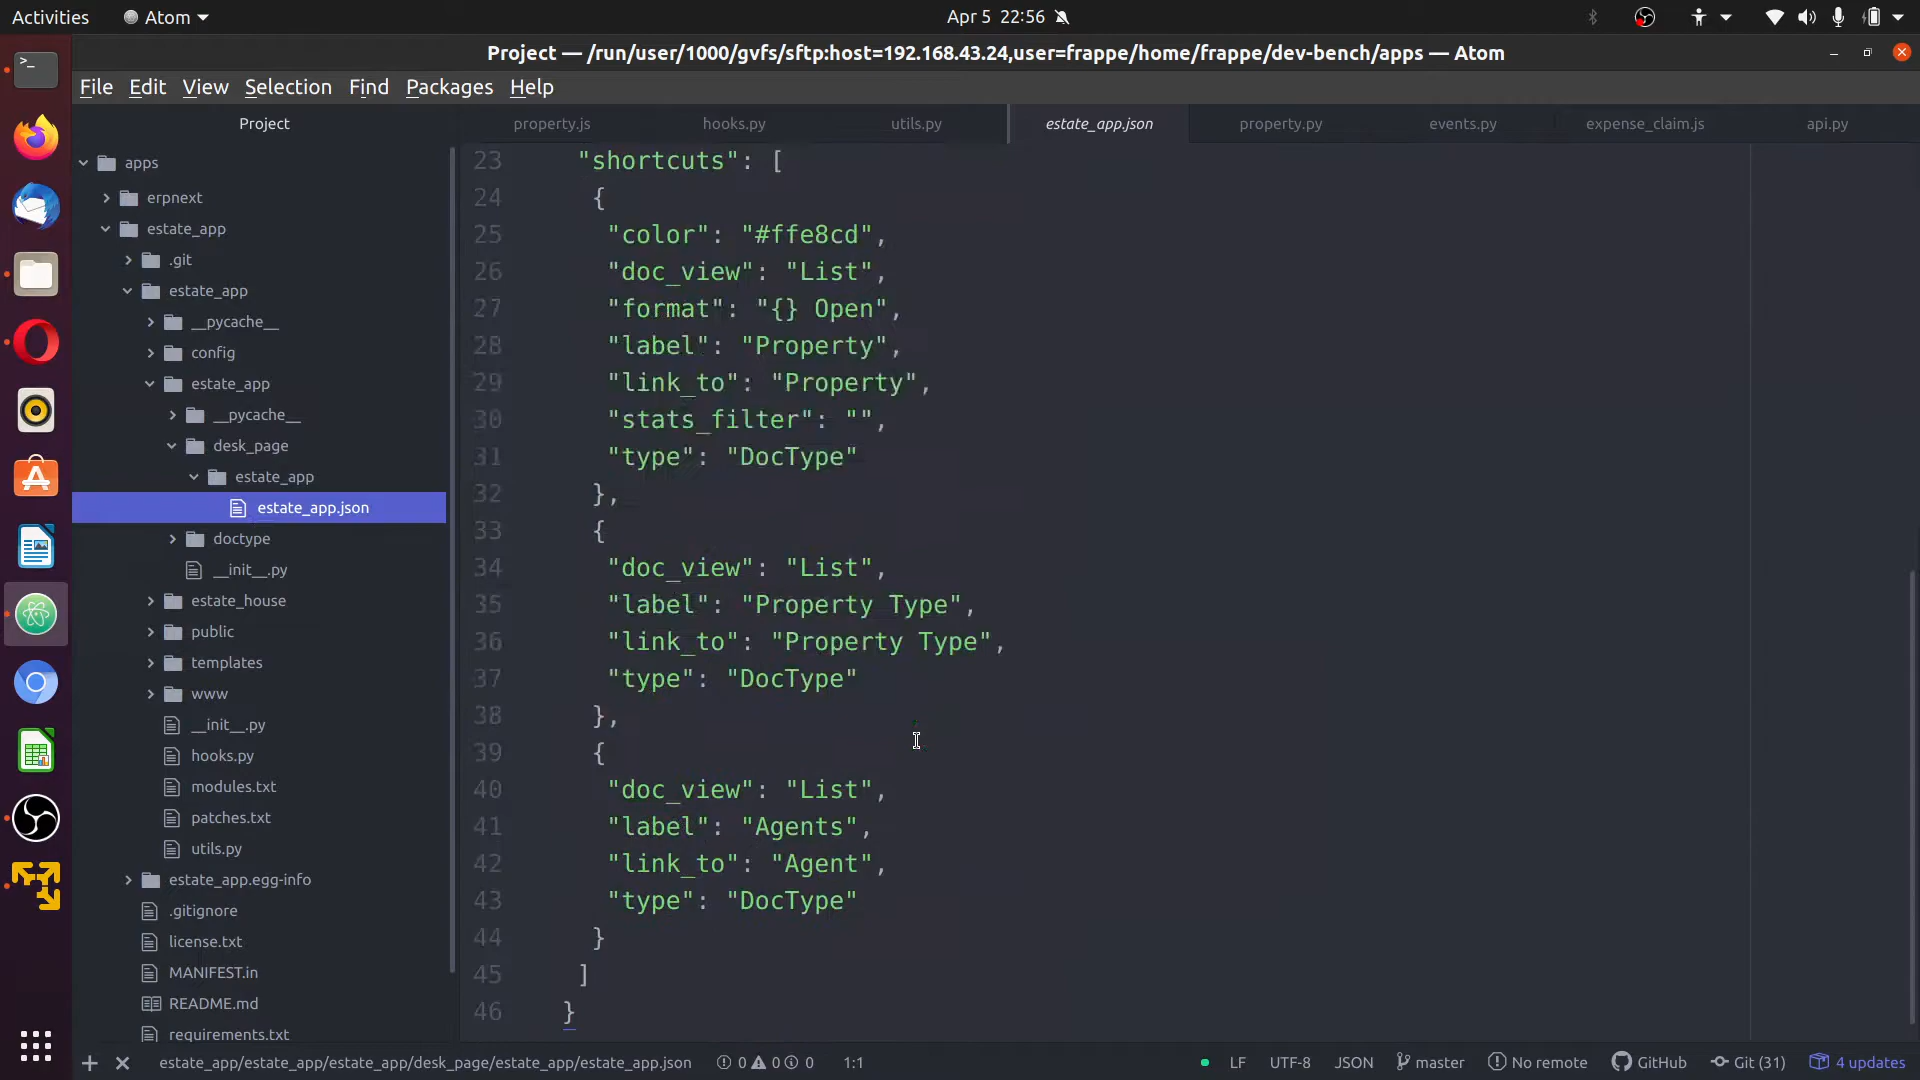 Activities
Atom
Apr 5 22:56
Project — /run/user/1000/gvfs/sftp:host=192.168.43.24,user=frappe/home/frappe/dev-bench/apps — Atom
File Edit View Selection Find Packages Help
Project
property.js hooks.py utils.py estate_app.json property.py events.py expense_claim.js api.py
apps
erpnext
estate_app
.git
estate_app
__pycache__
config
estate_app
__pycache__
desk_page
estate_app
estate_app.json
doctype
__init__.py
estate_house
public
templates
www
__init__.py
hooks.py
modules.txt
patches.txt
utils.py
estate_app.egg-info
.gitignore
license.txt
MANIFEST.in
README.md
requirements.txt
23 "shortcuts": [
24 {
25 "color": "#ffe8cd",
26 "doc_view": "List",
27 "format": "{} Open",
28 "label": "Property",
29 "link_to": "Property",
30 "stats_filter": "",
31 "type": "DocType"
32 },
33 {
34 "doc_view": "List",
35 "label": "Property Type",
36 "link_to": "Property Type",
37 "type": "DocType"
38 },
39 {
40 "doc_view": "List",
41 "label": "Agents",
42 "link_to": "Agent",
43 "type": "DocType"
44 }
45 ]
46 }
estate_app/estate_app/estate_app/desk_page/estate_app/estate_app.json 0 0 0 1:1 LF UTF-8 JSON master No remote GitHub Git (31) 4 updates